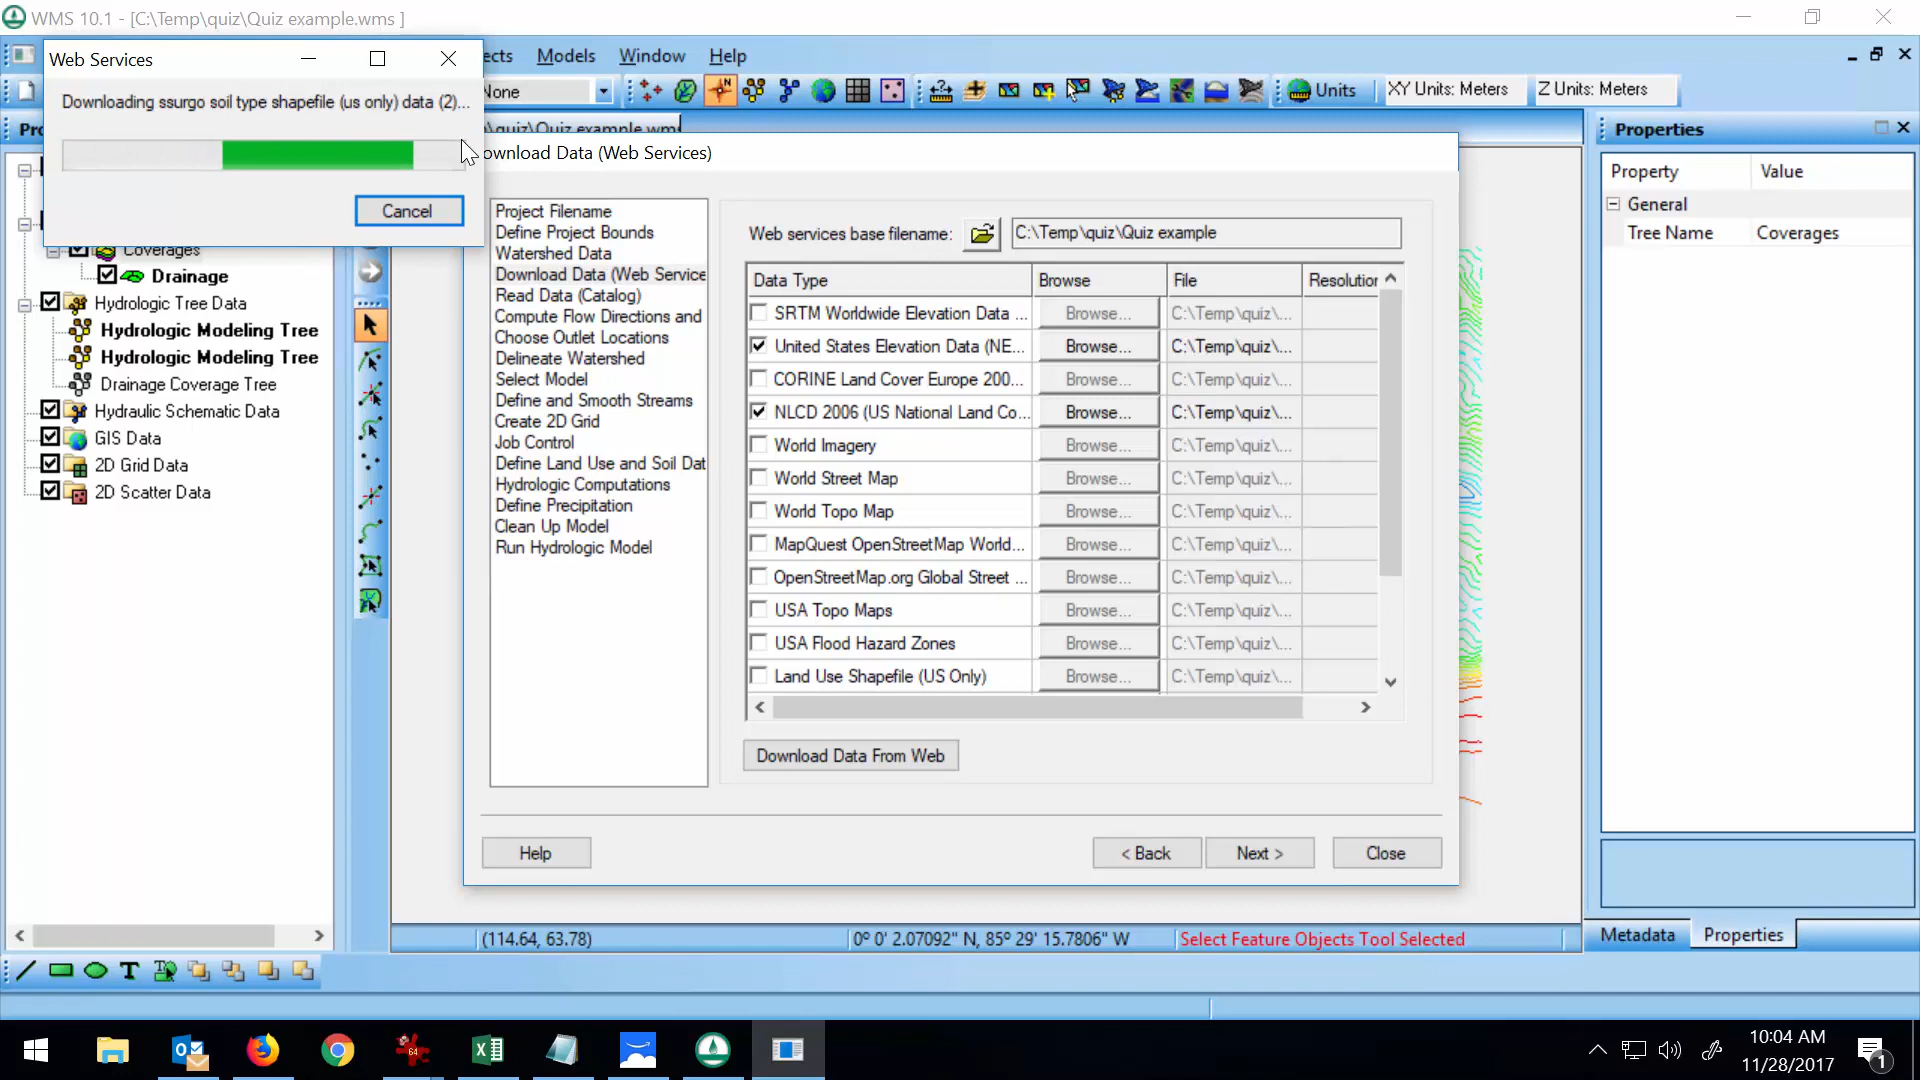 WMS 10.1 - [C:\Temp\quiz\Quiz example.wms ]
Web Services
Downloading ssurgo soil type shapefile (us only) data (2)...
Cancel
ects
Models
Window
Help
None
Units
XY Units: Meters
Z Units: Meters
Pro
\quiz\Quiz example.wms
ownload Data (Web Services)
Coverages
Drainage
Hydrologic Tree Data
Hydrologic Modeling Tree
Hydrologic Modeling Tree
Drainage Coverage Tree
Hydraulic Schematic Data
GIS Data
2D Grid Data
2D Scatter Data
Project Filename
Define Project Bounds
Watershed Data
Download Data (Web Service
Read Data (Catalog)
Compute Flow Directions and
Choose Outlet Locations
Delineate Watershed
Select Model
Define and Smooth Streams
Create 2D Grid
Job Control
Define Land Use and Soil Dat
Hydrologic Computations
Define Precipitation
Clean Up Model
Run Hydrologic Model
Web services base filename:
C:\Temp\quiz\Quiz example
Data Type Browse File Resolution
SRTM Worldwide Elevation Data ... Browse... C:\Temp\quiz\...
United States Elevation Data (NE... Browse... C:\Temp\quiz\...
CORINE Land Cover Europe 200... Browse... C:\Temp\quiz\...
NLCD 2006 (US National Land Co... Browse... C:\Temp\quiz\...
World Imagery Browse... C:\Temp\quiz\...
World Street Map Browse... C:\Temp\quiz\...
World Topo Map Browse... C:\Temp\quiz\...
MapQuest OpenStreetMap World... Browse... C:\Temp\quiz\...
OpenStreetMap.org Global Street ... Browse... C:\Temp\quiz\...
USA Topo Maps Browse... C:\Temp\quiz\...
USA Flood Hazard Zones Browse... C:\Temp\quiz\...
Land Use Shapefile (US Only) Browse... C:\Temp\quiz\...
Download Data From Web
Help
< Back
Next >
Close
Properties
Property Value
General
Tree Name Coverages
Metadata
Properties
(114.64, 63.78)
0º 0' 2.07092" N, 85º 29' 15.7806" W
Select Feature Objects Tool Selected
T
64
10:04 AM
11/28/2017
1